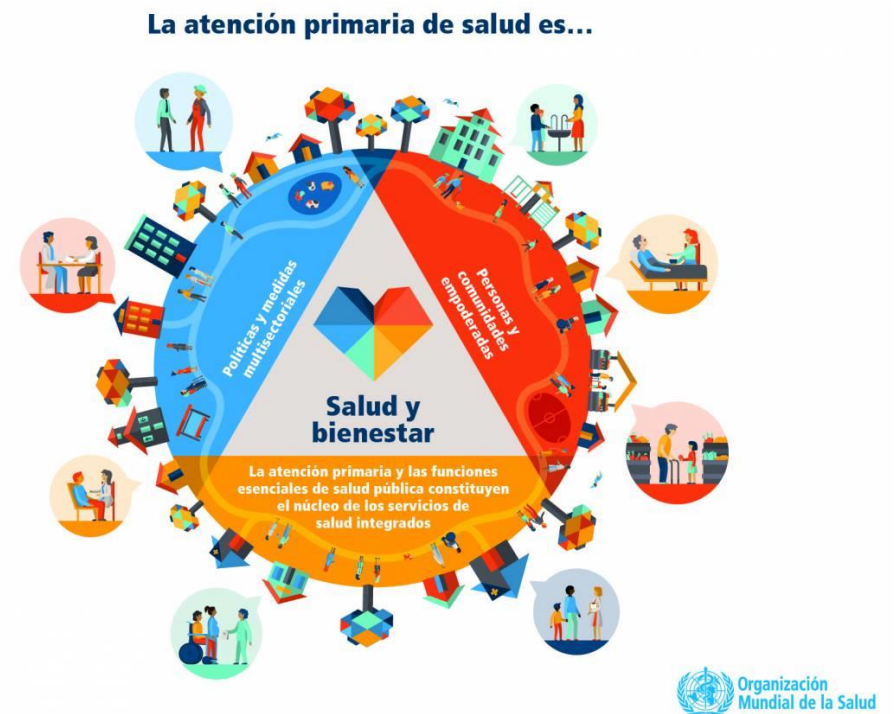 La atención primaria de salud es...
Políticas y medidas
multisectoriales
Personas y
comunidades
empoderadas
Salud y
bienestar
La atención primaria y las funciones
esenciales de salud pública constituyen
el núcleo de los servicios de
salud integrados
Organización
Mundial de la Salud